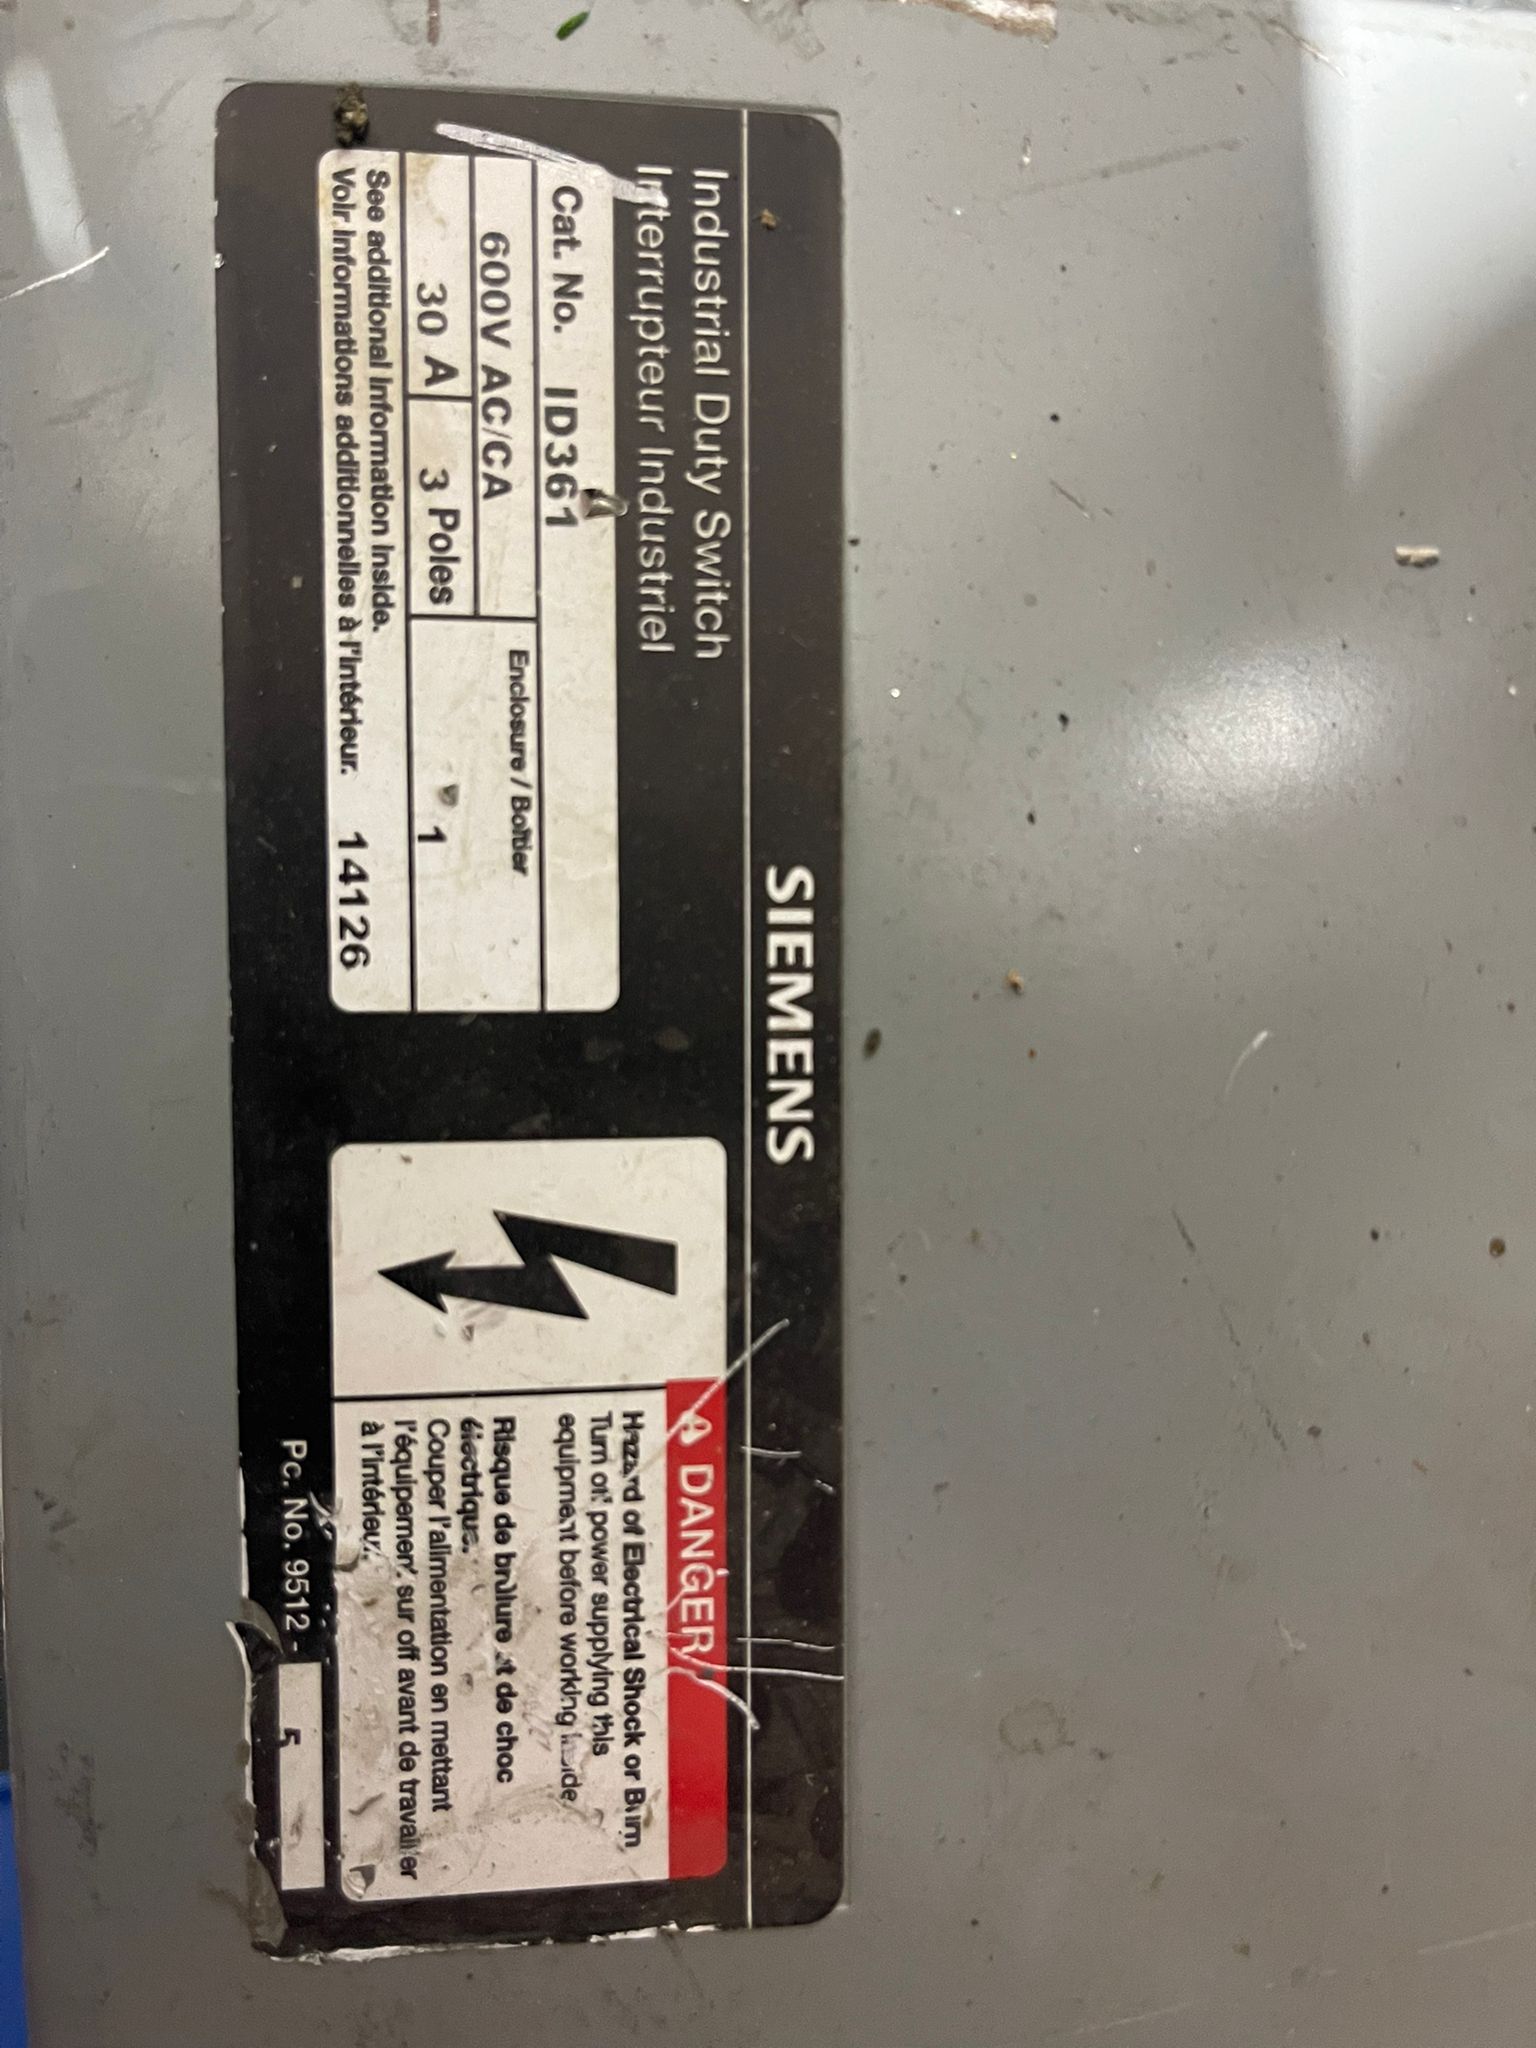 SIEMENS
Industrial Duty Switch
Interrupteur Industriel
Cat. No. ID361
600V AC/CA
30 A 3 Poles
Enclosure / Boîtier
1
See additional information inside.
Voir informations additionnelles à l'intérieur. 14126
DANGER
Hazard of Electrical Shock or Burn
Turn off power supplying this
equipment before working inside
Risque de brûlure et de choc
électrique.
Couper l'alimentation en mettant
l'équipement sur off avant de travailler
à l'intérieur.
Pc. No. 9512 - 5